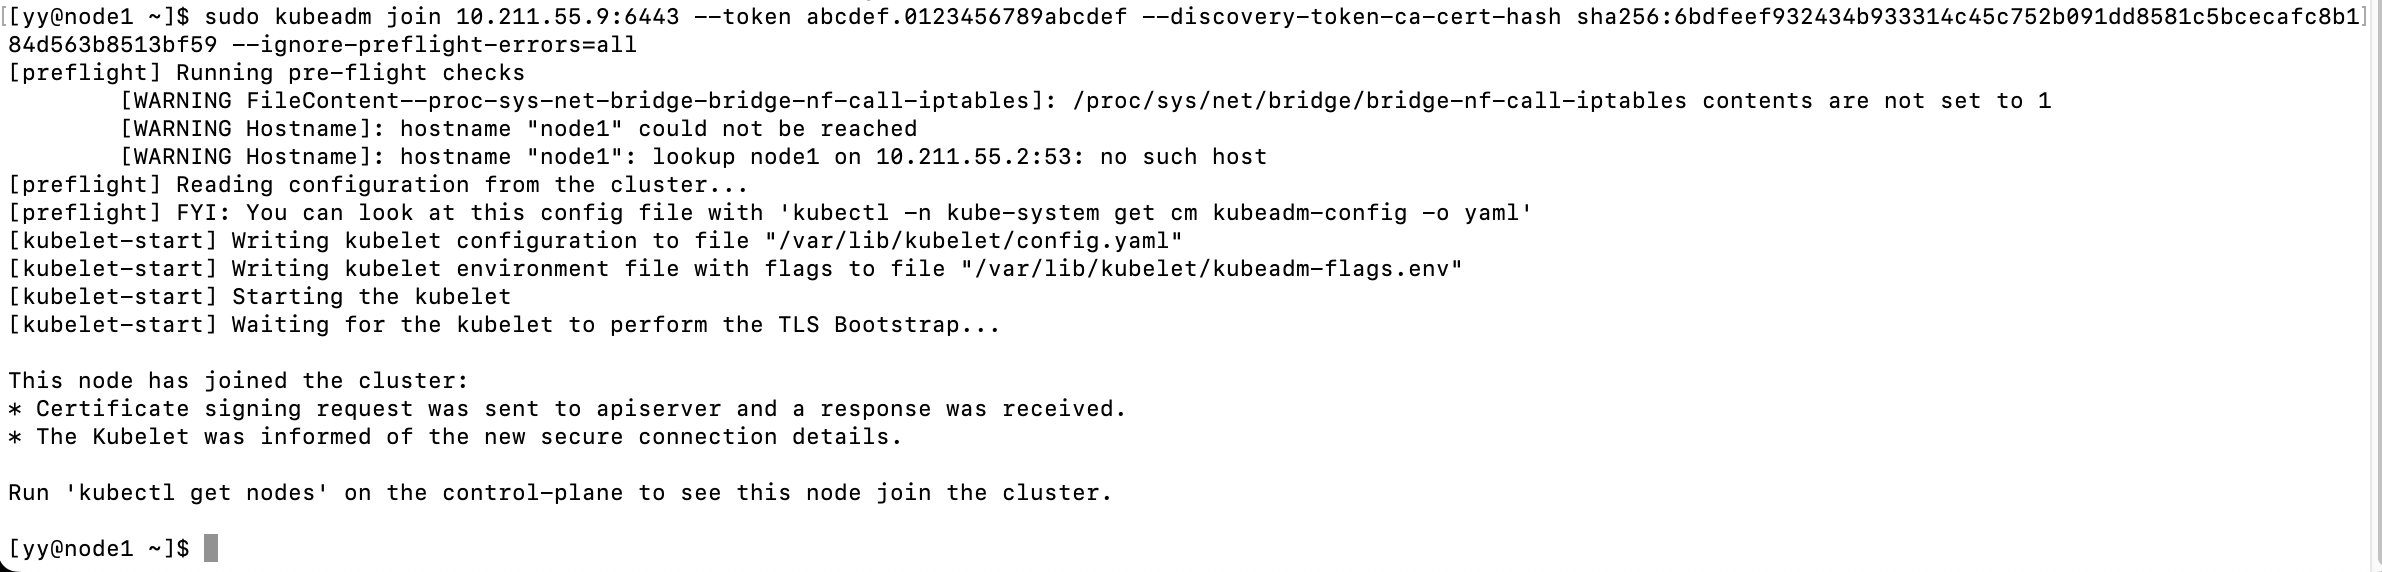 [[yy@node1 ~]$ sudo kubeadm join 10.211.55.9:6443 --token abcdef.0123456789abcdef --discovery-token-ca-cert-hash sha256:6bdfeef932434b933314c45c752b091dd8581c5bcecafc8b1]
84d563b8513bf59 --ignore-preflight-errors=all
[preflight] Running pre-flight checks
        [WARNING FileContent--proc-sys-net-bridge-bridge-nf-call-iptables]: /proc/sys/net/bridge/bridge-nf-call-iptables contents are not set to 1
        [WARNING Hostname]: hostname "node1" could not be reached
        [WARNING Hostname]: hostname "node1": lookup node1 on 10.211.55.2:53: no such host
[preflight] Reading configuration from the cluster...
[preflight] FYI: You can look at this config file with 'kubectl -n kube-system get cm kubeadm-config -o yaml'
[kubelet-start] Writing kubelet configuration to file "/var/lib/kubelet/config.yaml"
[kubelet-start] Writing kubelet environment file with flags to file "/var/lib/kubelet/kubeadm-flags.env"
[kubelet-start] Starting the kubelet
[kubelet-start] Waiting for the kubelet to perform the TLS Bootstrap...

This node has joined the cluster:
* Certificate signing request was sent to apiserver and a response was received.
* The Kubelet was informed of the new secure connection details.

Run 'kubectl get nodes' on the control-plane to see this node join the cluster.

[yy@node1 ~]$